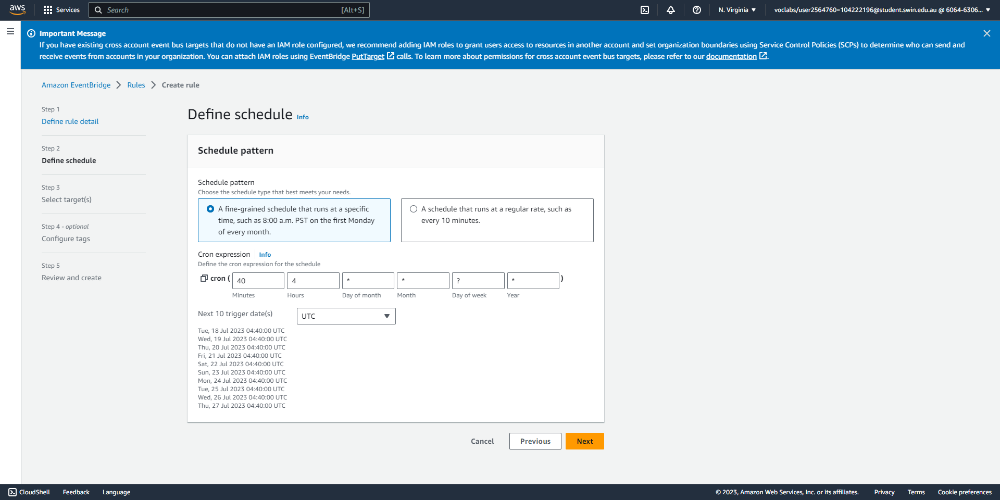 aws
Services
Search
[Alt+S]
N. Virginia
voclabs/user2564760=104222196@student.swin.edu.au @ 6064-6306...
Important Message
If you have existing cross account event bus targets that do not have an IAM role configured, we recommend adding IAM roles to grant users access to resources in another account and set organization boundaries using Service Control Policies (SCPs) to determine who can send and
receive events from accounts in your organization. You can attach IAM roles using EventBridge PutTarget calls. To learn more about permissions for cross account event bus targets, please refer to our documentation .
Amazon EventBridge
Rules
Create rule
Step 1
Define rule detail
Step 2
Define schedule
Step 3
Select target(s)
Step 4 - optional
Configure tags
Step 5
Review and create
Define schedule Info
Schedule pattern
Schedule pattern
Choose the schedule type that best meets your needs.
A fine-grained schedule that runs at a specific
time, such as 8:00 a.m. PST on the first Monday
of every month.
A schedule that runs at a regular rate, such as
every 10 minutes.
Cron expression Info
Define the cron expression for the schedule
cron ( 40 4 * * ? * )
Minutes Hours Day of month Month Day of week Year
Next 10 trigger date(s)
UTC
Tue, 18 Jul 2023 04:40:00 UTC
Wed, 19 Jul 2023 04:40:00 UTC
Thu, 20 Jul 2023 04:40:00 UTC
Fri, 21 Jul 2023 04:40:00 UTC
Sat, 22 Jul 2023 04:40:00 UTC
Sun, 23 Jul 2023 04:40:00 UTC
Mon, 24 Jul 2023 04:40:00 UTC
Tue, 25 Jul 2023 04:40:00 UTC
Wed, 26 Jul 2023 04:40:00 UTC
Thu, 27 Jul 2023 04:40:00 UTC
Cancel
Previous
Next
CloudShell
Feedback
Language
© 2023, Amazon Web Services, Inc. or its affiliates.
Privacy
Terms
Cookie preferences